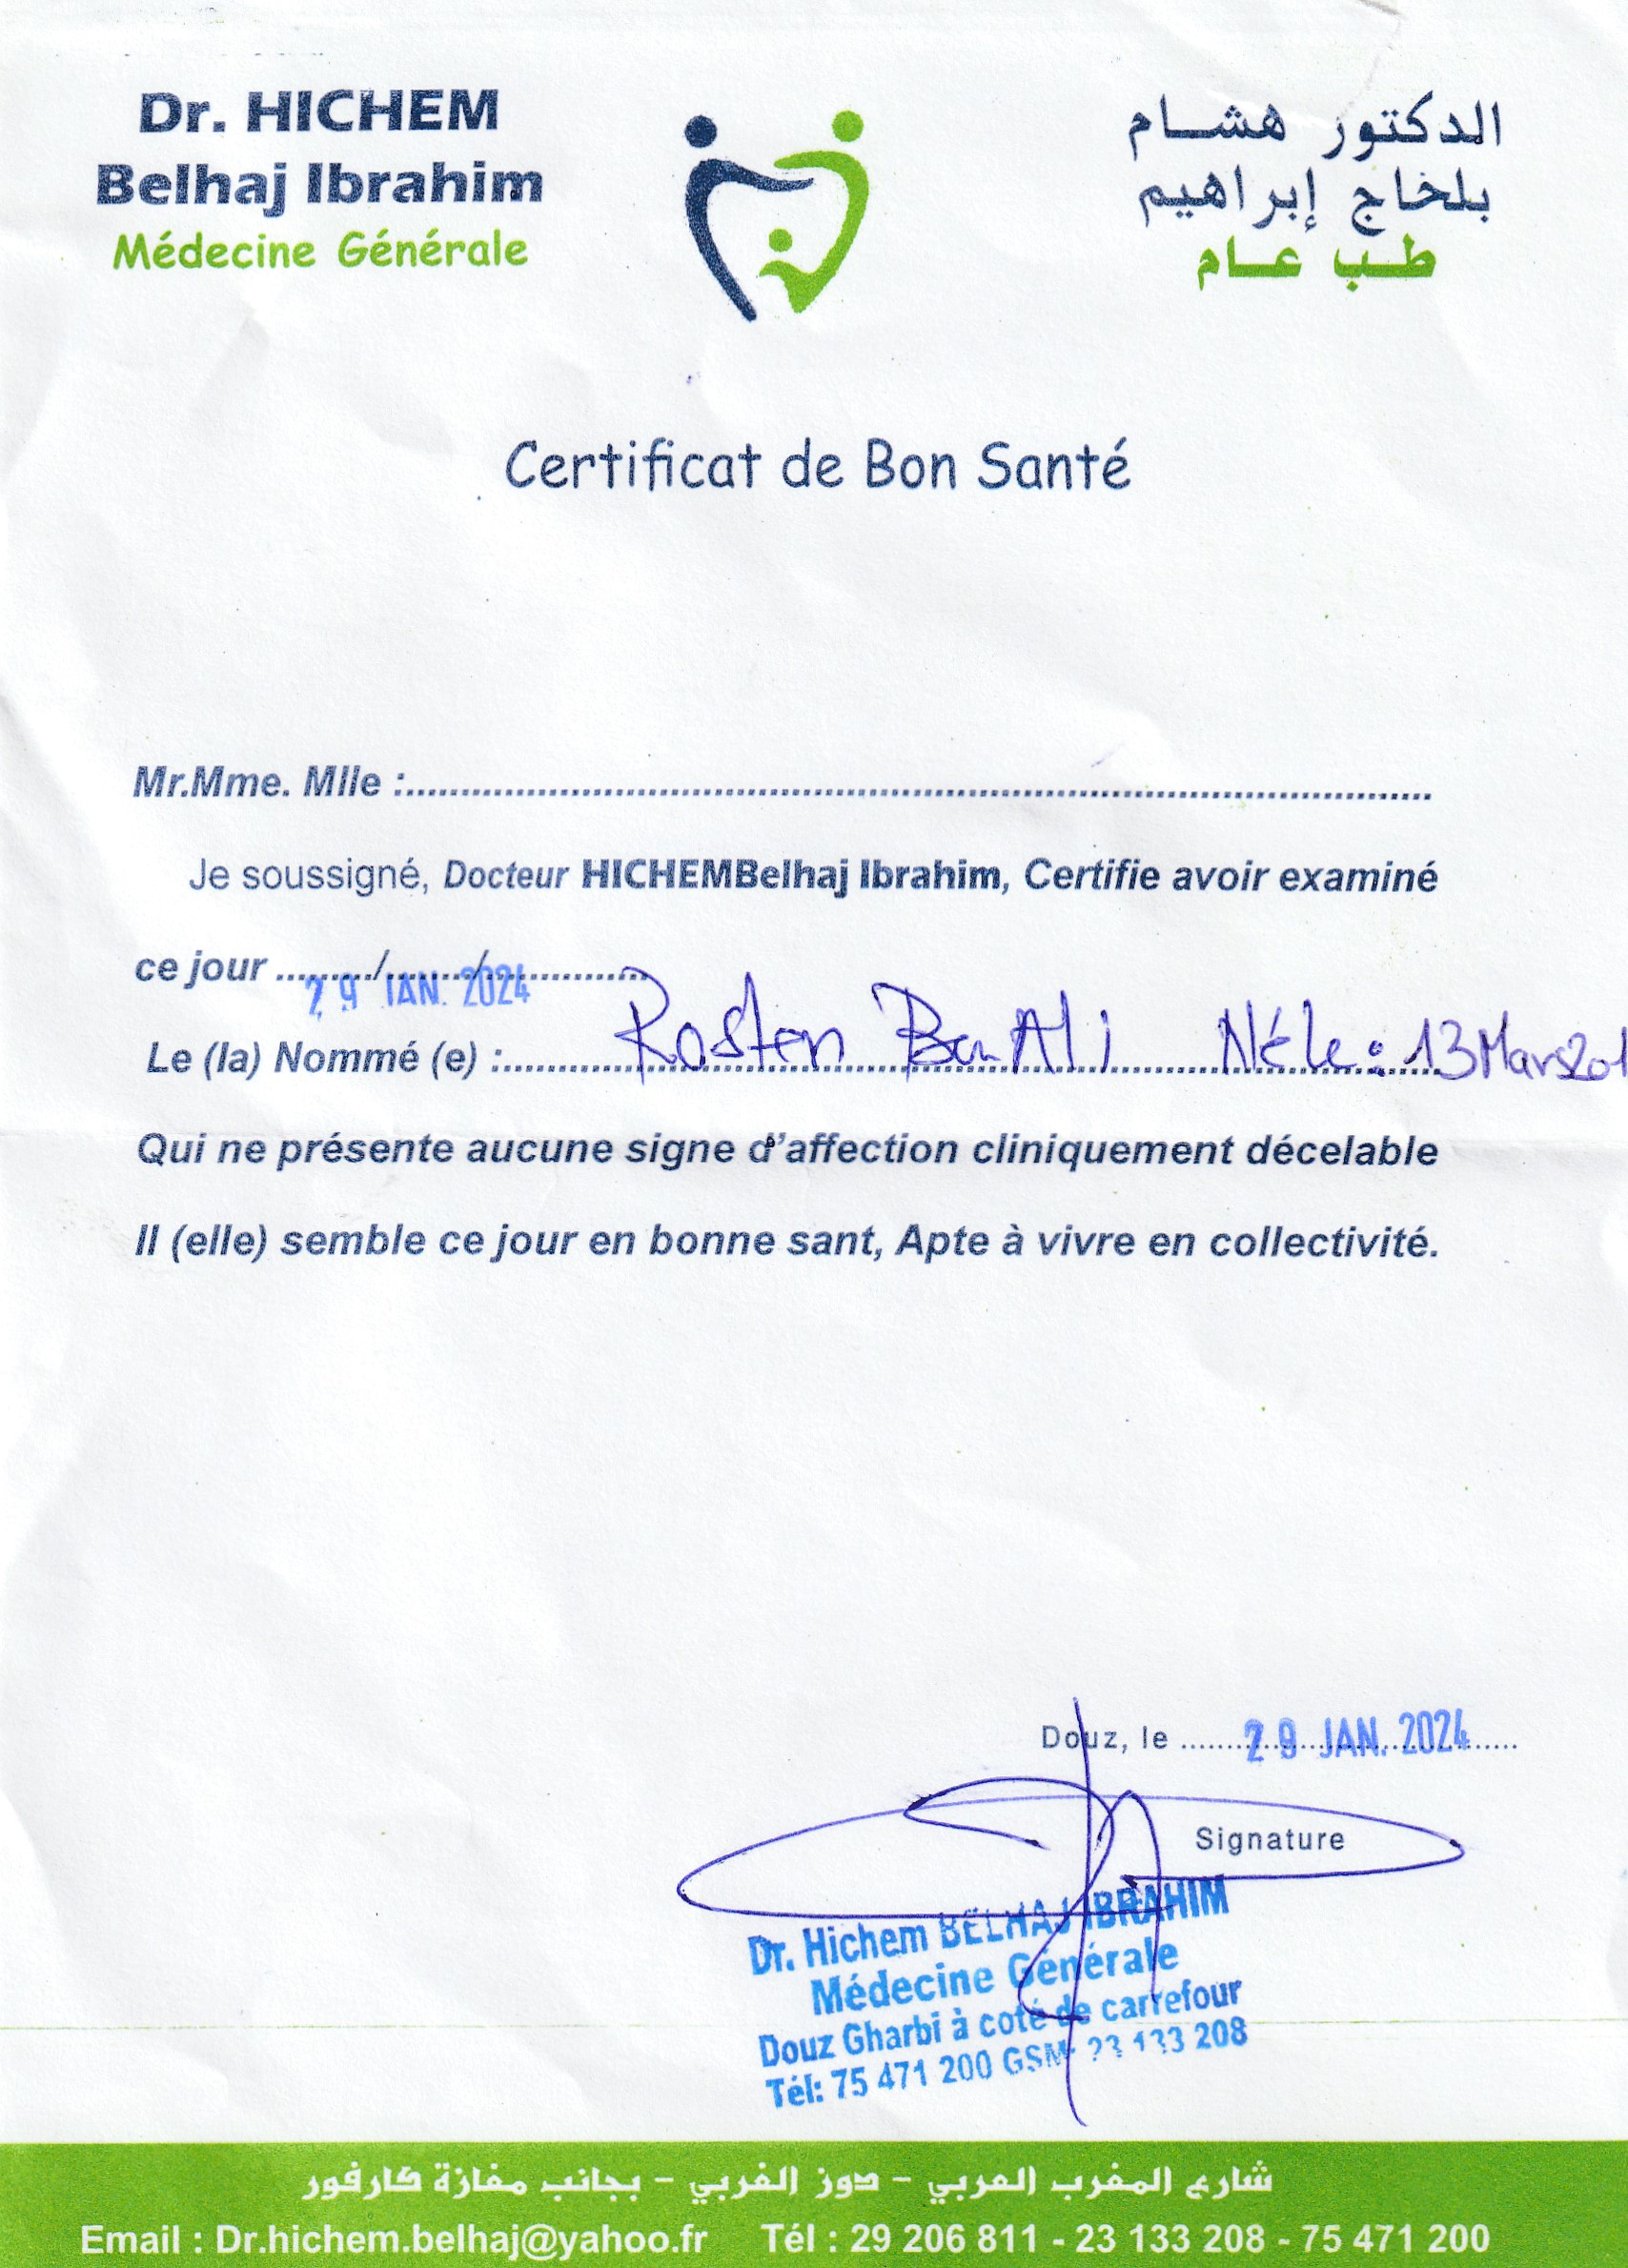 Dr. HICHEM
Belhaj Ibrahim
Médecine Générale
الدكتور هشام
بلخاج إبراهيم
طب عام
Certificat de Bon Santé
Mr.Mme. Mlle :
Je soussigné, Docteur HICHEMBelhaj Ibrahim, Certifie avoir examiné
ce jour ........../........./................. 29 JAN. 2024
Le (la) Nommé (e) : Rosten Ben Ali Né le : 13 Mars 201
Qui ne présente aucune signe d'affection cliniquement décelable
Il (elle) semble ce jour en bonne sant, Apte à vivre en collectivité.
Douz, le 29 JAN. 2024
Signature
Dr. Hichem BELHAJ IBRAHIM
Médecine Générale
Douz Gharbi à coté de carrefour
Tél: 75 471 200 GSM: 23 133 208
شارع المغرب العربي - دوز الغربي - بجانب مغازة كارفور
Email : Dr.hichem.belhaj@yahoo.fr Tél : 29 206 811 - 23 133 208 - 75 471 200